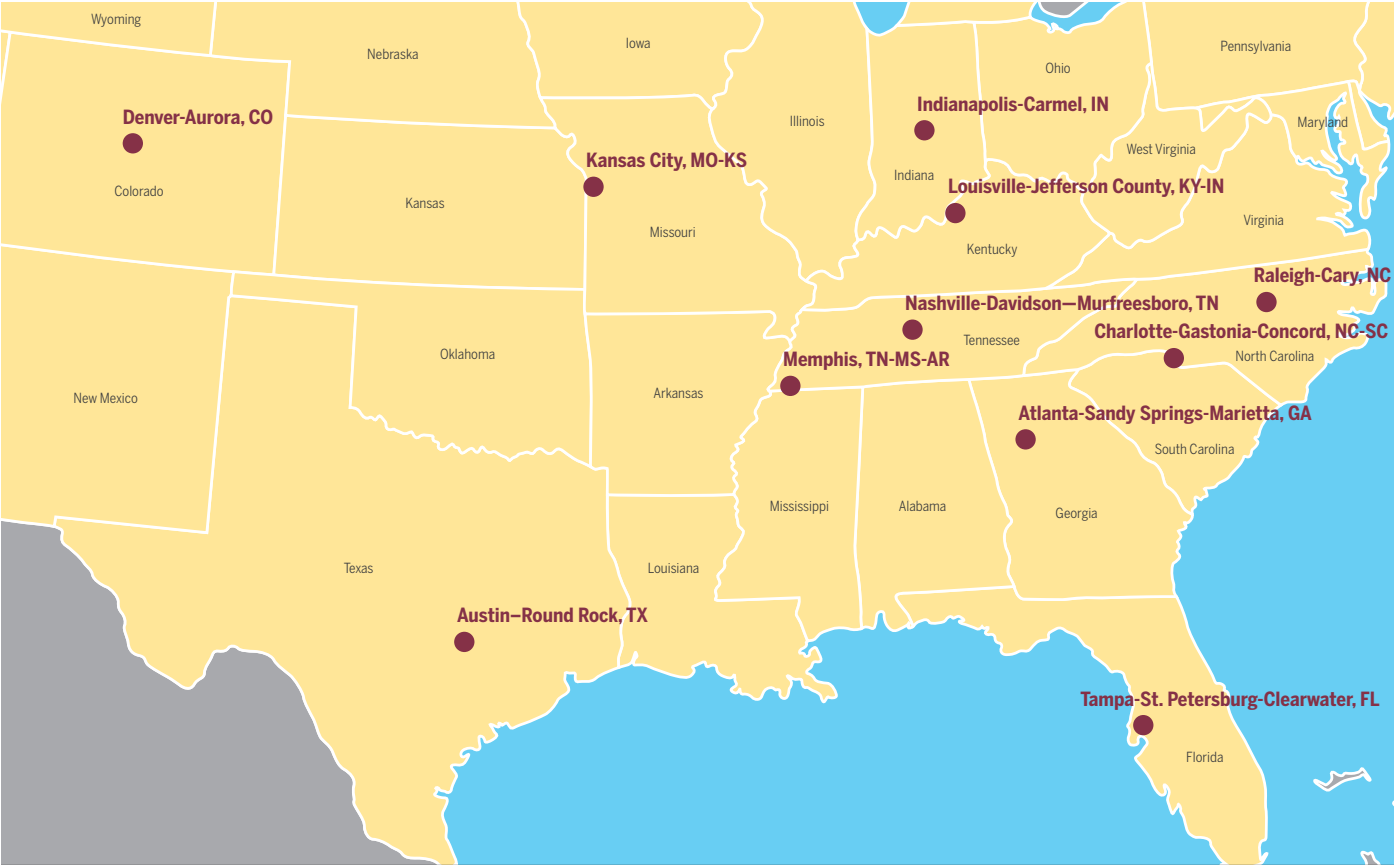 Wyoming
Nebraska
Iowa
Pennsylvania
Ohio
Indianapolis-Carmel, IN
Denver-Aurora, CO
Illinois
Maryland
West Virginia
Kansas City, MO-KS
Indiana
Louisville-Jefferson County, KY-IN
Colorado
Kansas
Virginia
Missouri
Kentucky
Raleigh-Cary, NC
Nashville-Davidson—Murfreesboro, TN
Charlotte-Gastonia-Concord, NC-SC
Tennessee
Oklahoma
North Carolina
Memphis, TN-MS-AR
Arkansas
New Mexico
Atlanta-Sandy Springs-Marietta, GA
South Carolina
Mississippi
Alabama
Georgia
Texas
Louisiana
Austin–Round Rock, TX
Tampa-St. Petersburg-Clearwater, FL
Florida